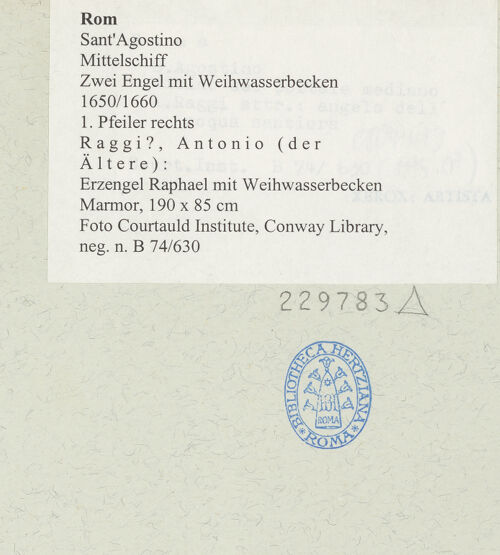 Rom
Sant'Agostino
Mittelschiff
Zwei Engel mit Weihwasserbecken
1650/1660
1. Pfeiler rechts
Raggi?, Antonio (der
Ältere):
Erzengel Raphael mit Weihwasserbecken
Marmor, 190 x 85 cm
Foto Courtauld Institute, Conway Library,
neg. n. B 74/630
229783
BIBLIOTHECA HERTZIANA
ROMA
ROMA